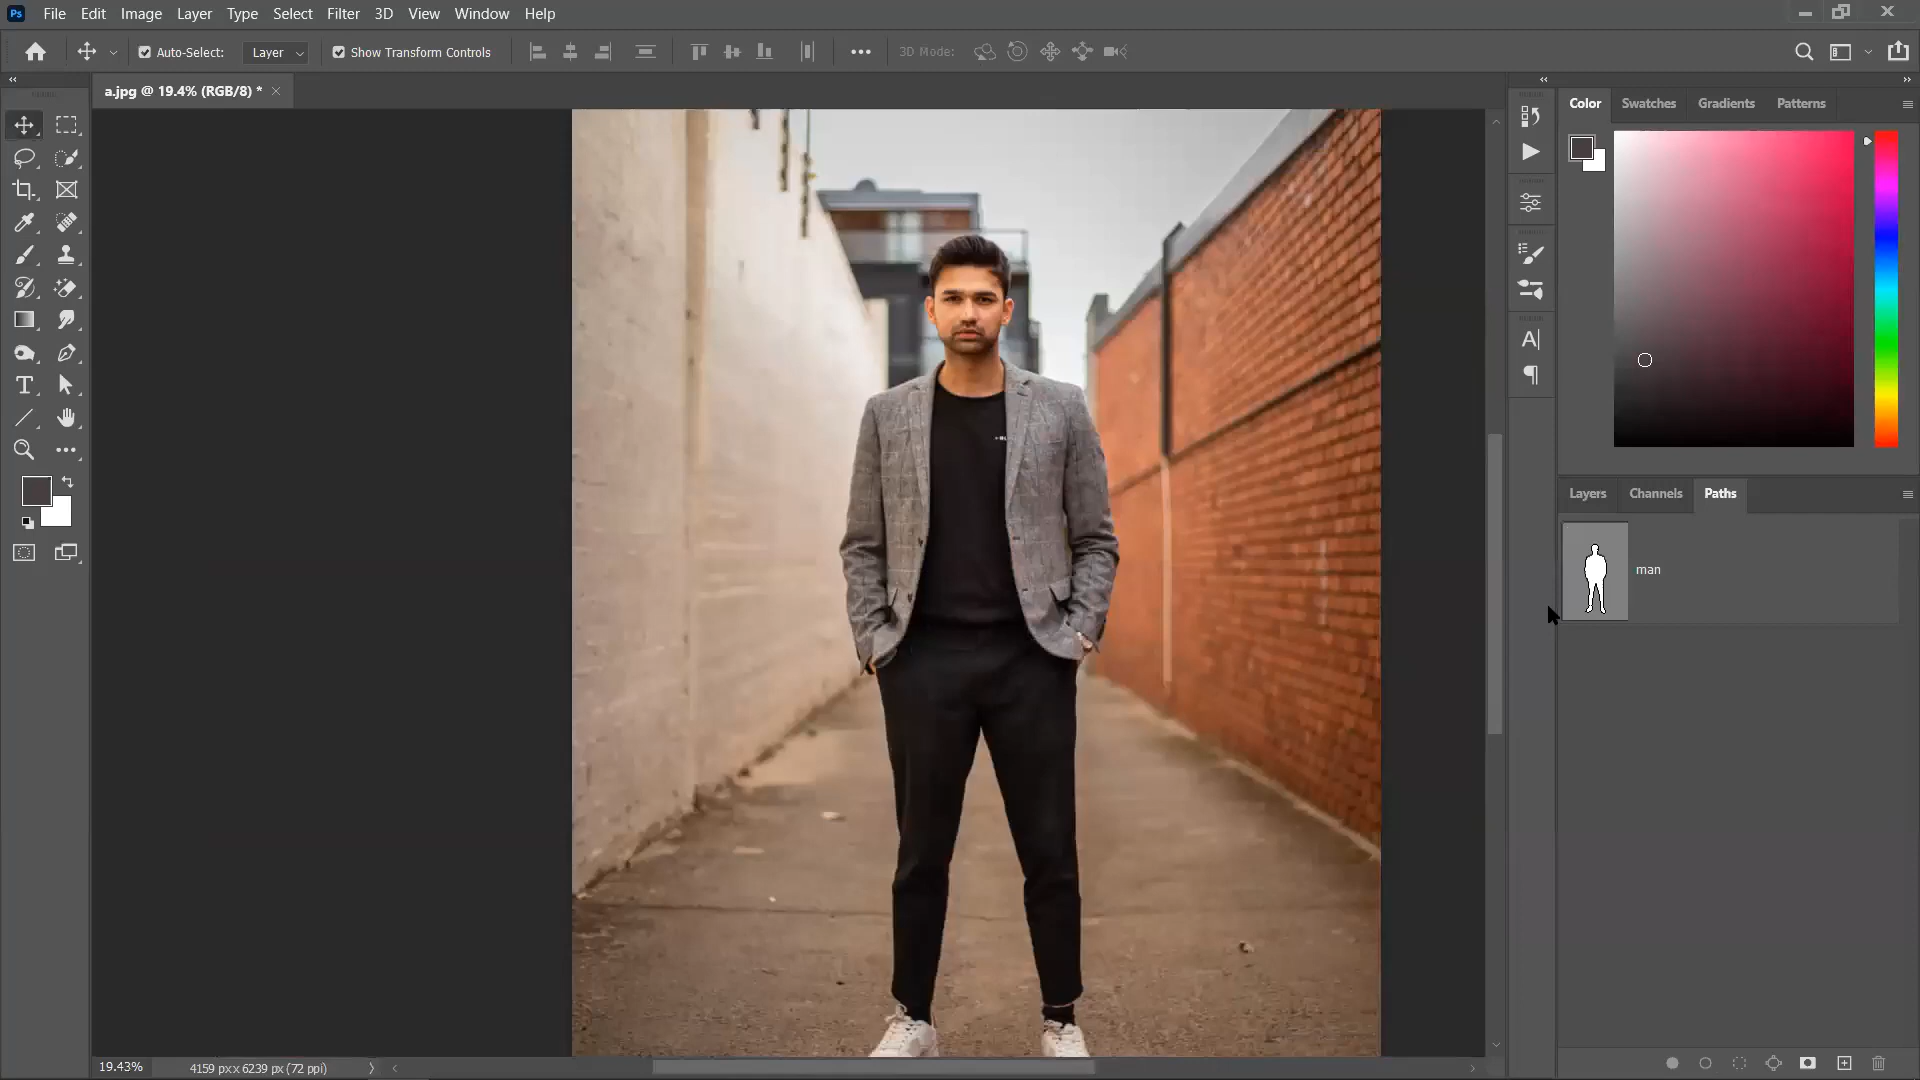 Ps File Edit Image Layer Type Select Filter 3D View Window Help
Auto-Select: Layer Show Transform Controls 3D Mode:
a.jpg @ 19.4% (RGB/8) *
Color Swatches Gradients Patterns
Layers Channels Paths
man
19.43% 4159 px x 6239 px (72 ppi)